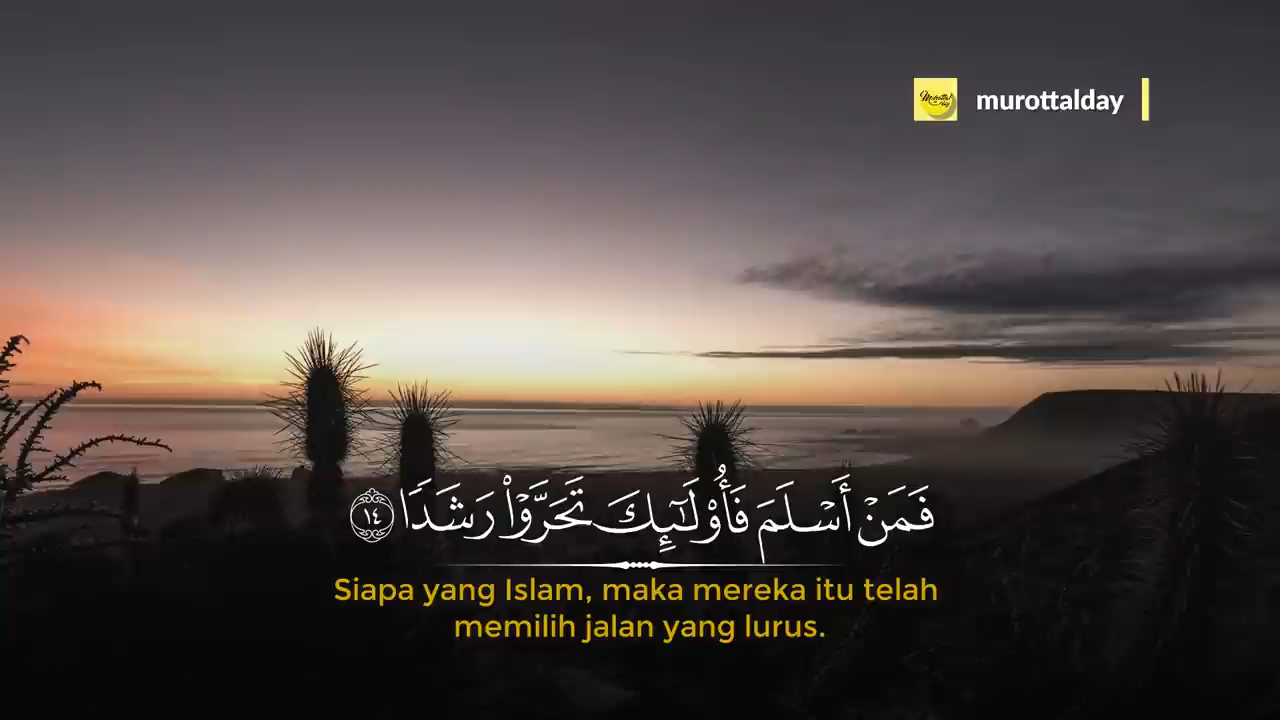 murottalday
فَمَنْ أَسْلَمَ فَأُو۟لَـٰٓئِكَ تَحَرَّوْا۟ رَشَدًا ١٤
Siapa yang Islam, maka mereka itu telah
memilih jalan yang lurus.